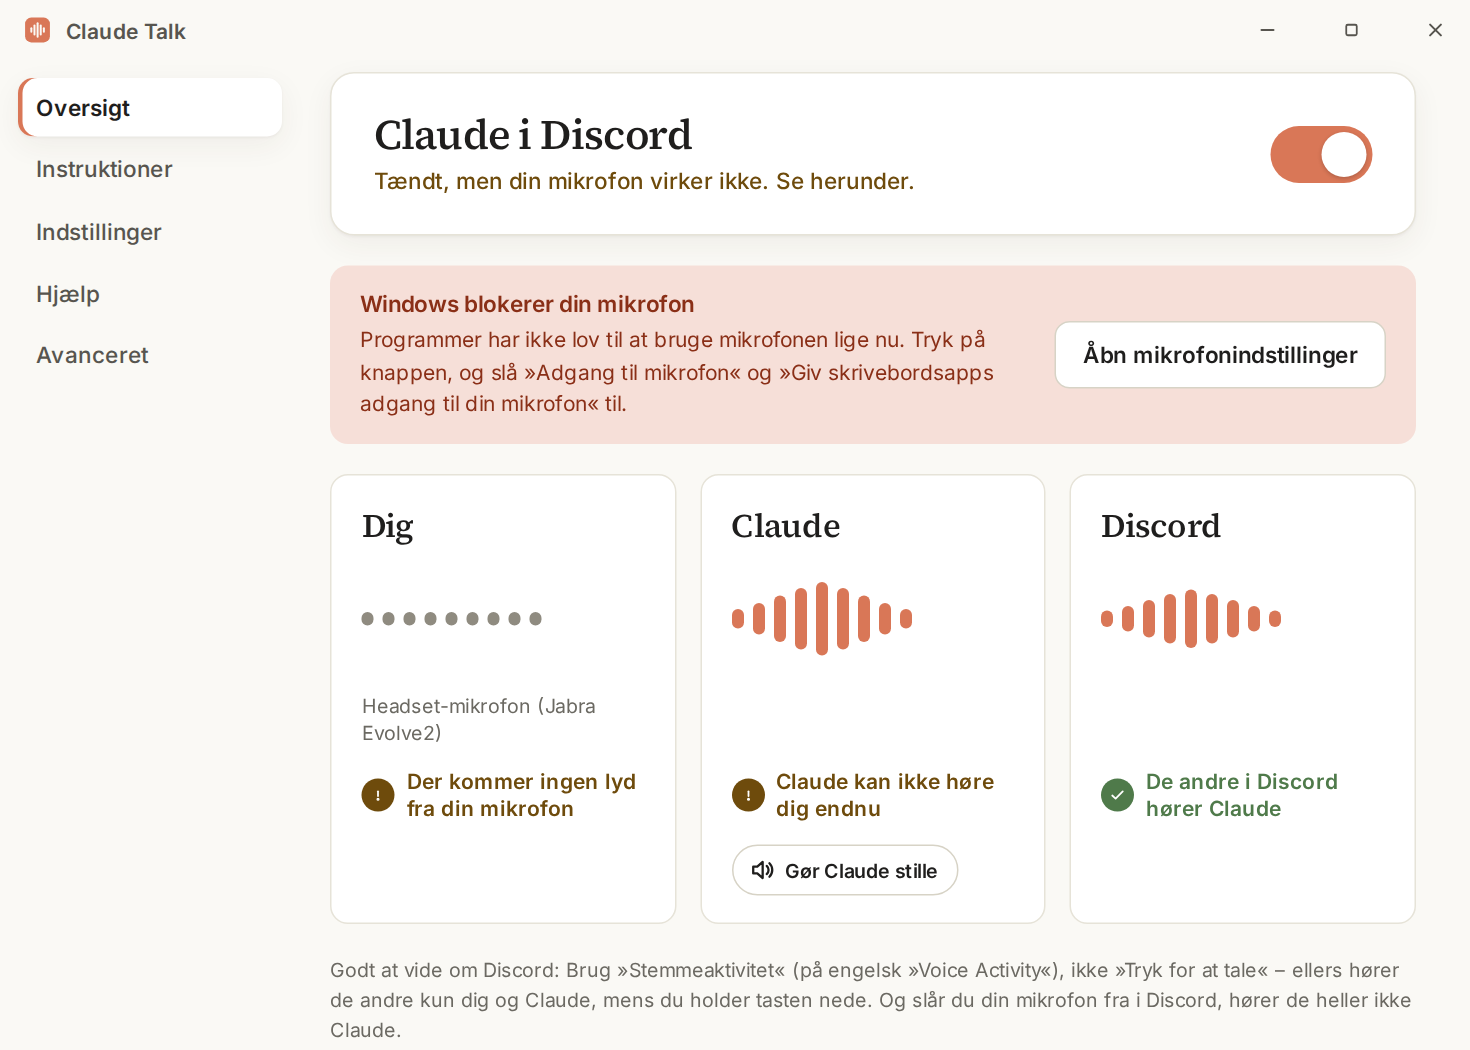 Claude Talk
Oversigt
Instruktioner
Indstillinger
Hjælp
Avanceret
Claude i Discord
Tændt, men din mikrofon virker ikke. Se herunder.
Windows blokerer din mikrofon
Programmer har ikke lov til at bruge mikrofonen lige nu. Tryk på
knappen, og slå »Adgang til mikrofon« og »Giv skrivebordsapps
adgang til din mikrofon« til.
Åbn mikrofonindstillinger
Dig
Headset-mikrofon (Jabra
Evolve2)
Der kommer ingen lyd
fra din mikrofon
Claude
Claude kan ikke høre
dig endnu
Gør Claude stille
Discord
De andre i Discord
hører Claude
Godt at vide om Discord: Brug »Stemmeaktivitet« (på engelsk »Voice Activity«), ikke »Tryk for at tale« – ellers hører
de andre kun dig og Claude, mens du holder tasten nede. Og slår du din mikrofon fra i Discord, hører de heller ikke
Claude.